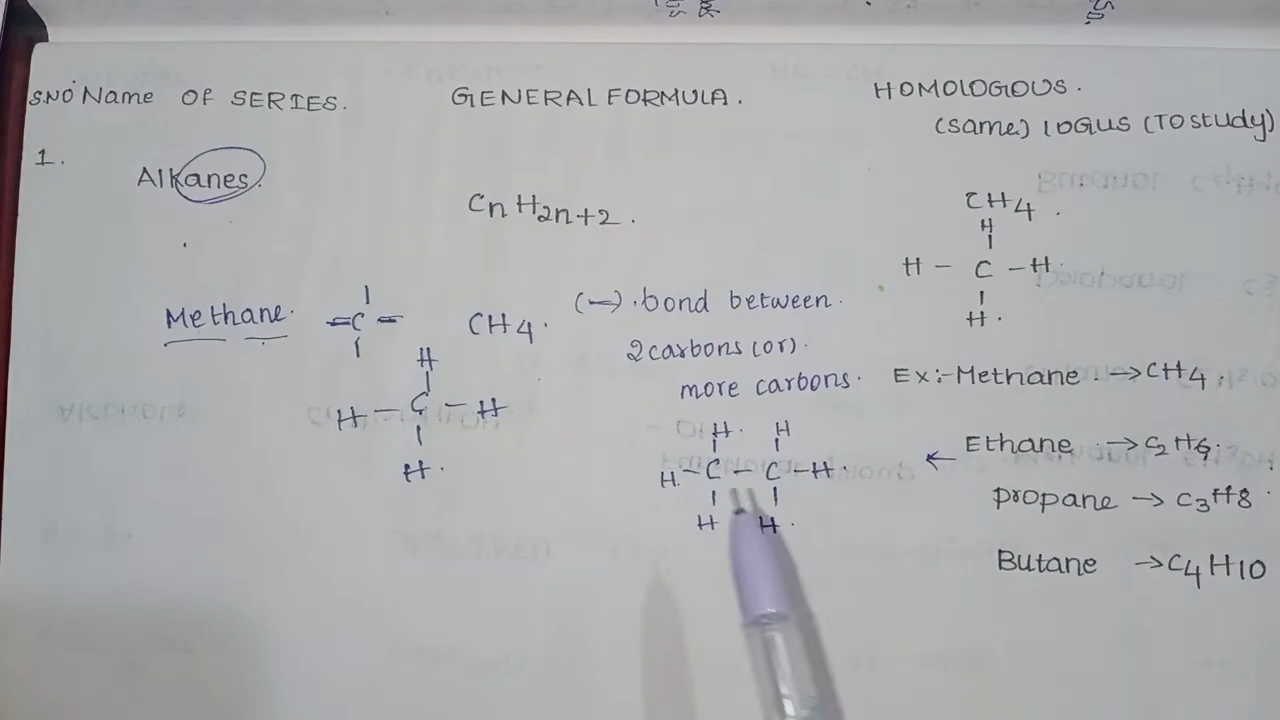 S.NO Name OF SERIES. GENERAL FORMULA. HOMOLOGOUS.
(same) logus (To study)
1.
Alkanes.
CnH2n+2.
CH4.
H
H - C - H.
H.
Methane. - C - CH4. (—). bond between.
2 carbons (or).
more carbons.
H
H - C - H
H.
Ex:- Methane. → CH4.
H. H
H. - C - C - H.
H H.
← Ethane. → C2H6.
propane → C3H8
Butane → C4H10